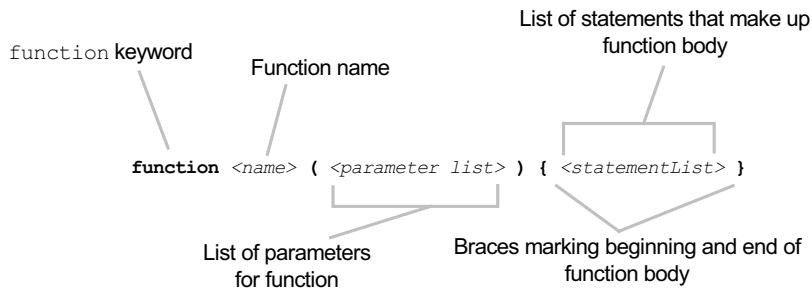 List of statements that make up
function body
function keyword
Function name
function <name> ( <parameter list> ) { <statementList> }
List of parameters
for function
Braces marking beginning and end of
function body